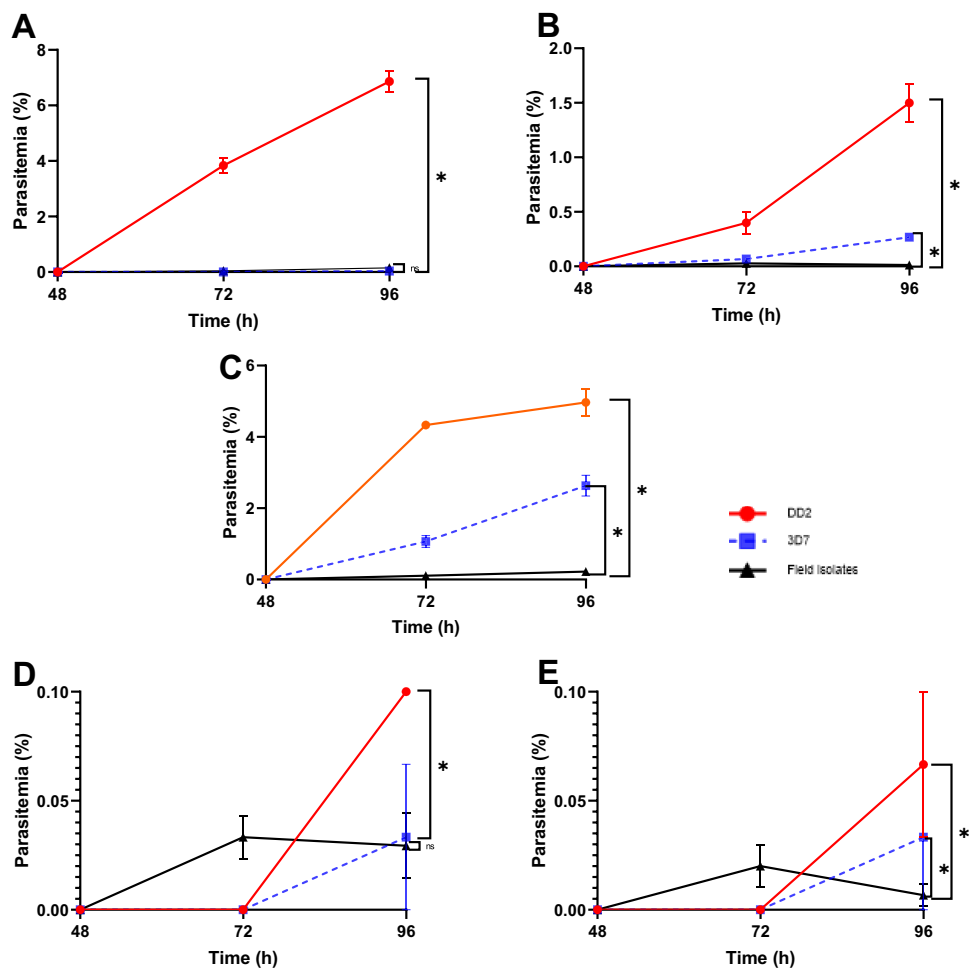 A
Parasitemia (%)
8
6
4
2
0
*
ns
48
72
96
Time (h)
B
Parasitemia (%)
2.0
1.5
1.0
0.5
0.0
*
*
48
72
96
Time (h)
C
Parasitemia (%)
6
4
2
0
*
*
48
72
96
Time (h)
DD2
3D7
Field Isolates
D
Parasitemia (%)
0.10
0.05
0.00
*
ns
48
72
96
Time (h)
E
Parasitemia (%)
0.10
0.05
0.00
*
*
48
72
96
Time (h)